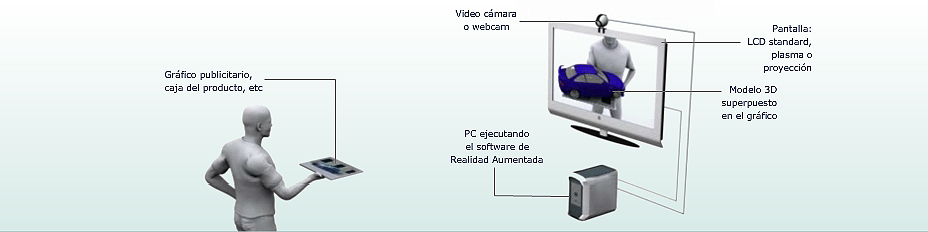 Gráfico publicitario,
caja del producto, etc
Video cámara
o webcam
Pantalla:
LCD standard,
plasma o
proyección
Modelo 3D
superpuesto
en el gráfico
PC ejecutando
el software de
Realidad Aumentada